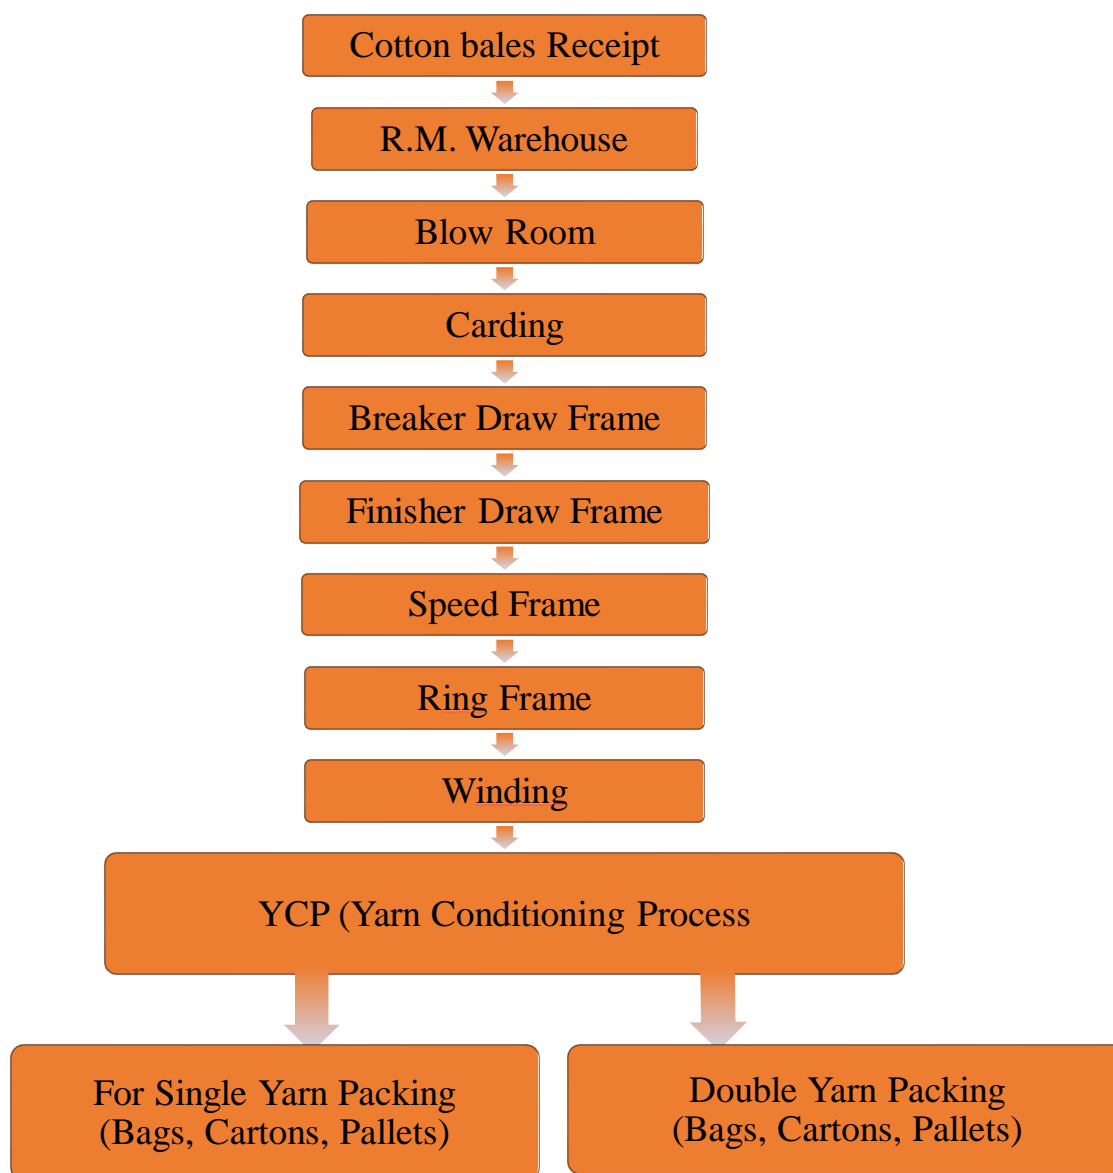 Cotton bales Receipt
R.M. Warehouse
Blow Room
Carding
Breaker Draw Frame
Finisher Draw Frame
Speed Frame
Ring Frame
Winding
YCP (Yarn Conditioning Process
For Single Yarn Packing
(Bags, Cartons, Pallets)
Double Yarn Packing
(Bags, Cartons, Pallets)